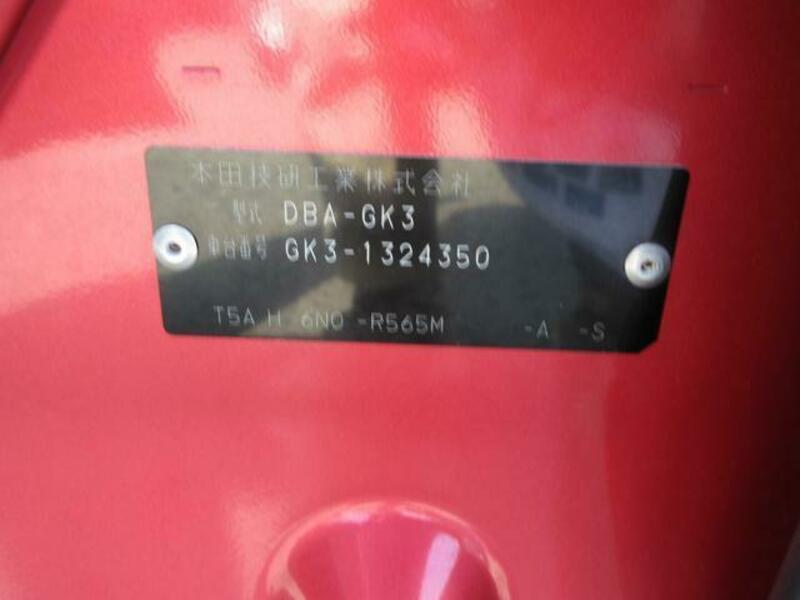 本田技研工業株式会社
型式 DBA-GK3
車台番号 GK3-1324350
T5A H 6N0 -R565M -A -S